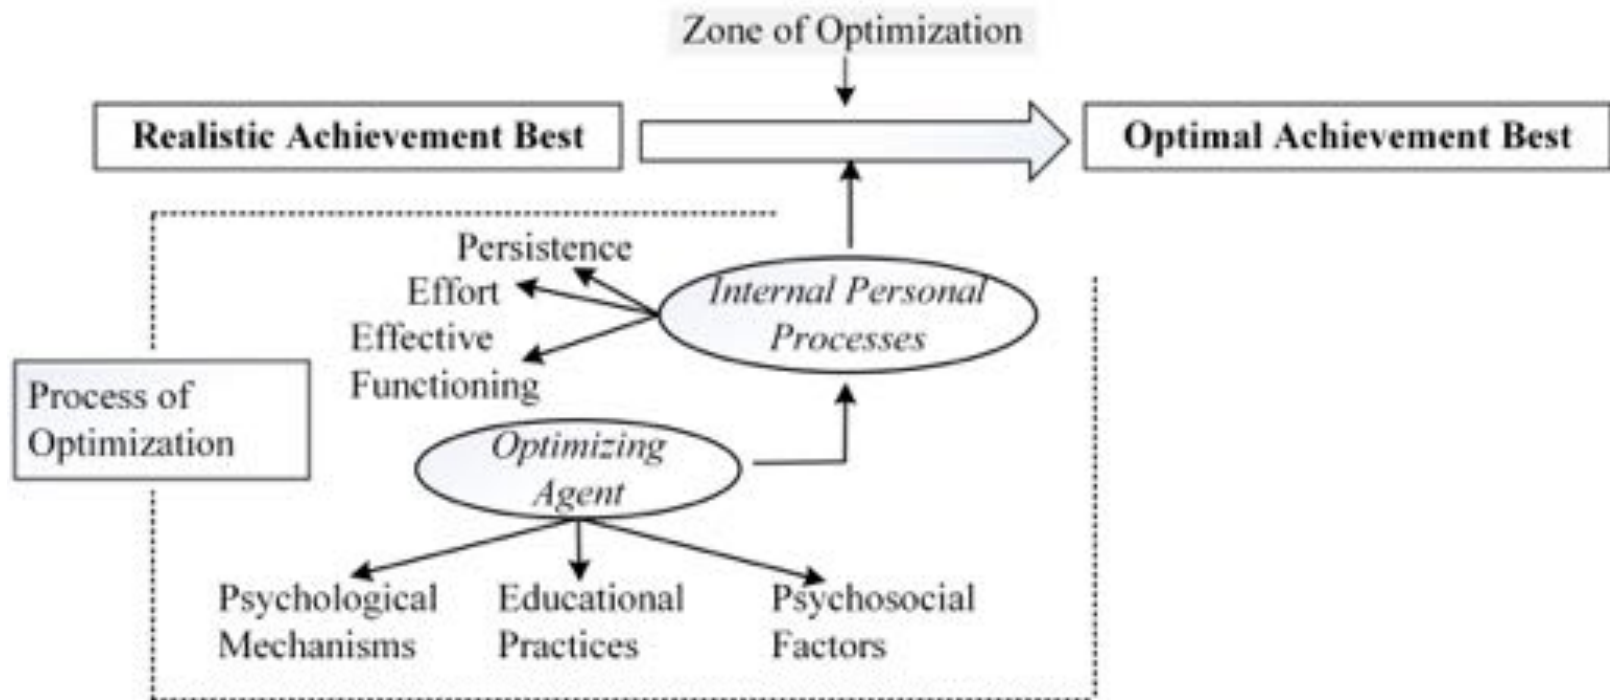 Zone of Optimization
Realistic Achievement Best
Optimal Achievement Best
Persistence
Effort
Effective
Functioning
Internal Personal
Processes
Process of
Optimization
Optimizing
Agent
Psychological
Mechanisms
Educational
Practices
Psychosocial
Factors